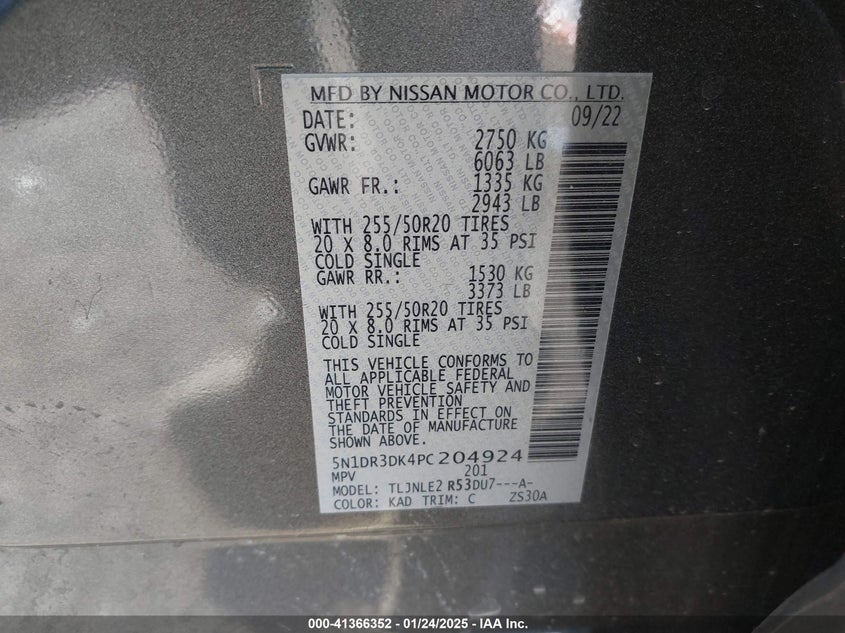 MFD BY NISSAN MOTOR CO., LTD.
DATE: 09/22
GVWR: 2750 KG
6063 LB
GAWR FR.: 1335 KG
2943 LB
WITH 255/50R20 TIRES
20 X 8.0 RIMS AT 35 PSI
COLD SINGLE
GAWR RR.: 1530 KG
3373 LB
WITH 255/50R20 TIRES
20 X 8.0 RIMS AT 35 PSI
COLD SINGLE
THIS VEHICLE CONFORMS TO
ALL APPLICABLE FEDERAL
MOTOR VEHICLE SAFETY AND
THEFT PREVENTION
STANDARDS IN EFFECT ON
THE DATE OF MANUFACTURE
SHOWN ABOVE.
5N1DR3DK4PC204924
MPV 201
MODEL: TLJNLE2 R53DU7---A-
COLOR: KAD TRIM: C ZS30A
000-41366352 - 01/24/2025 - IAA Inc.